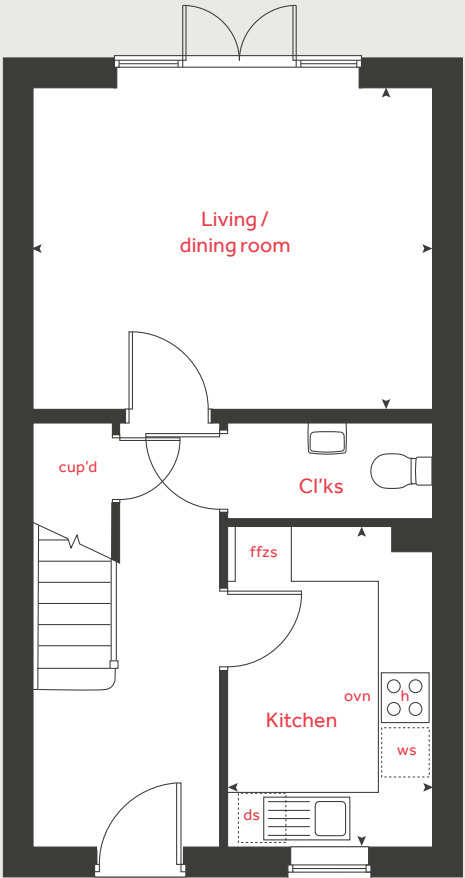 Living /
dining room
cup'd
Cl'ks
ffzs
ovn
h
Kitchen
ws
ds